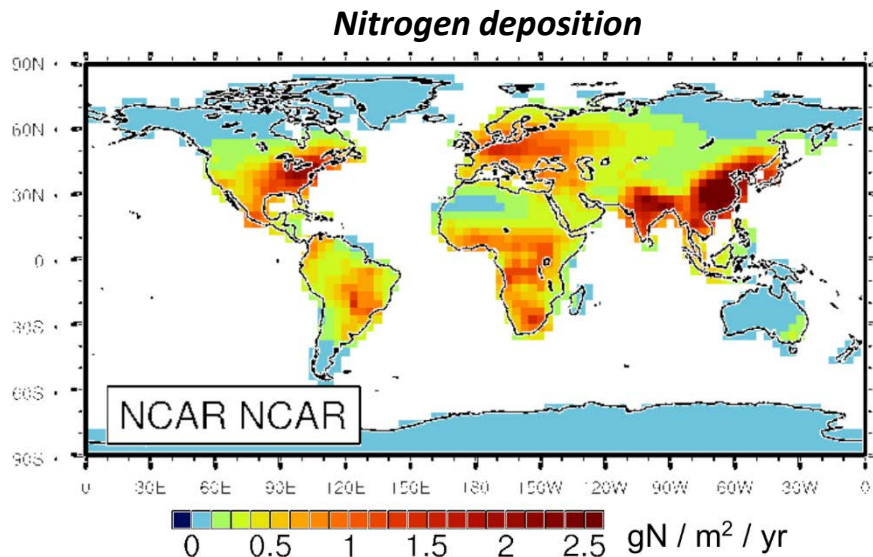 Nitrogen deposition
90N
60N
30N
0
30S
60S
90S
NCAR NCAR
0 30E 60E 90E 120E 150E 180 150W 120W 90W 60W 30W 0
0 0.5 1 1.5 2 2.5 gN / m² / yr